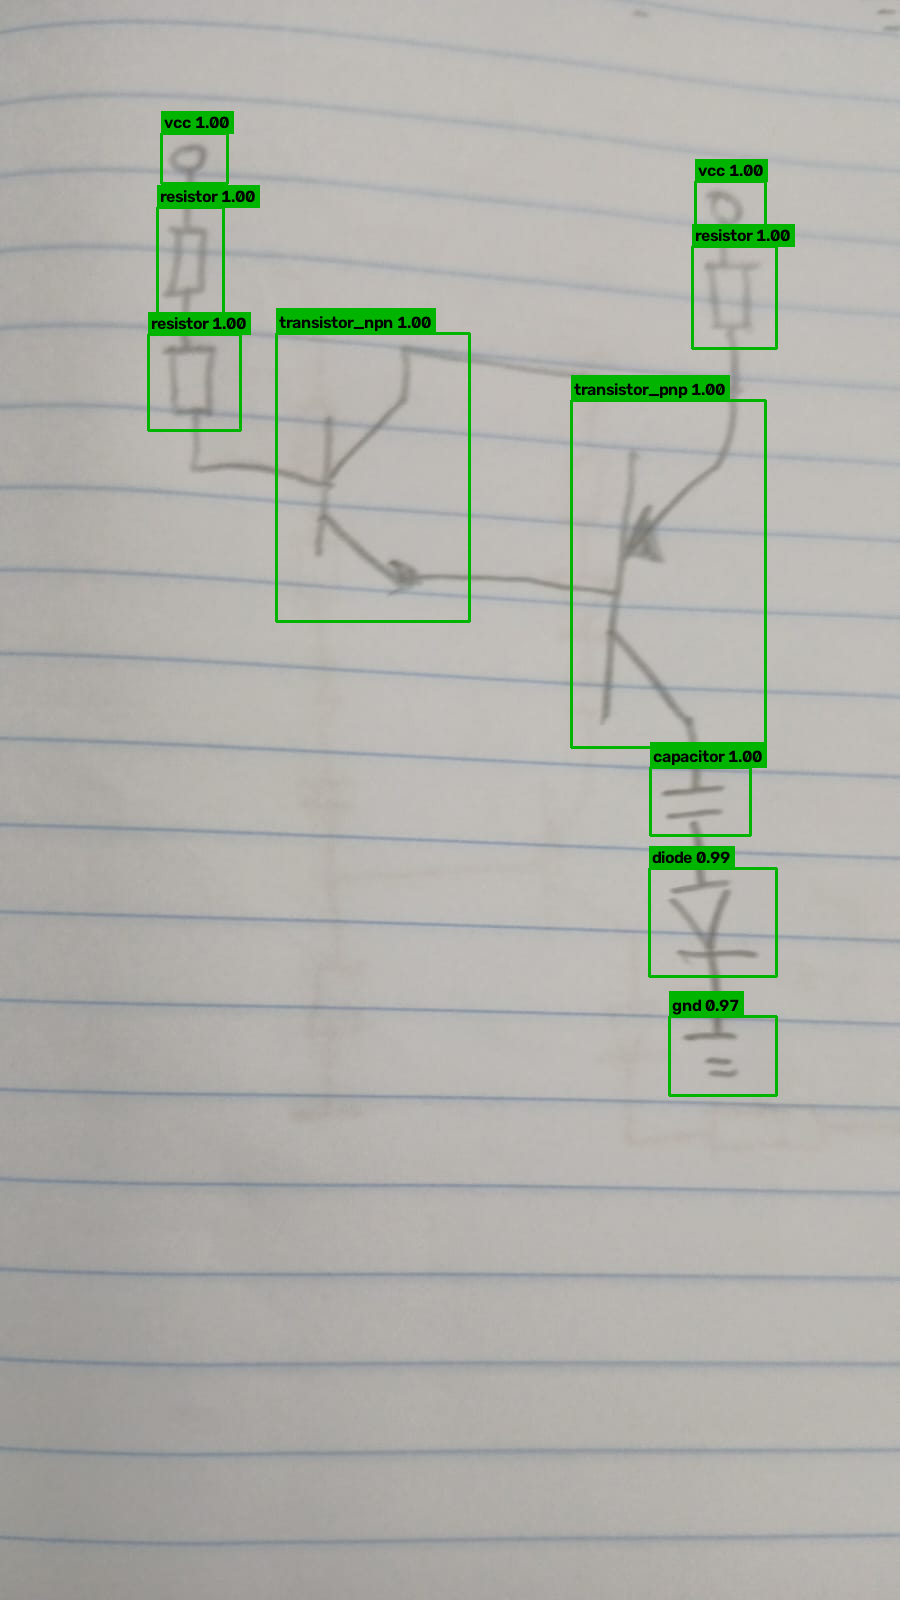 vcc 1.00
vcc 1.00
resistor 1.00
resistor 1.00
resistor 1.00
transistor_npn 1.00
transistor_pnp 1.00
capacitor 1.00
diode 0.99
gnd 0.97